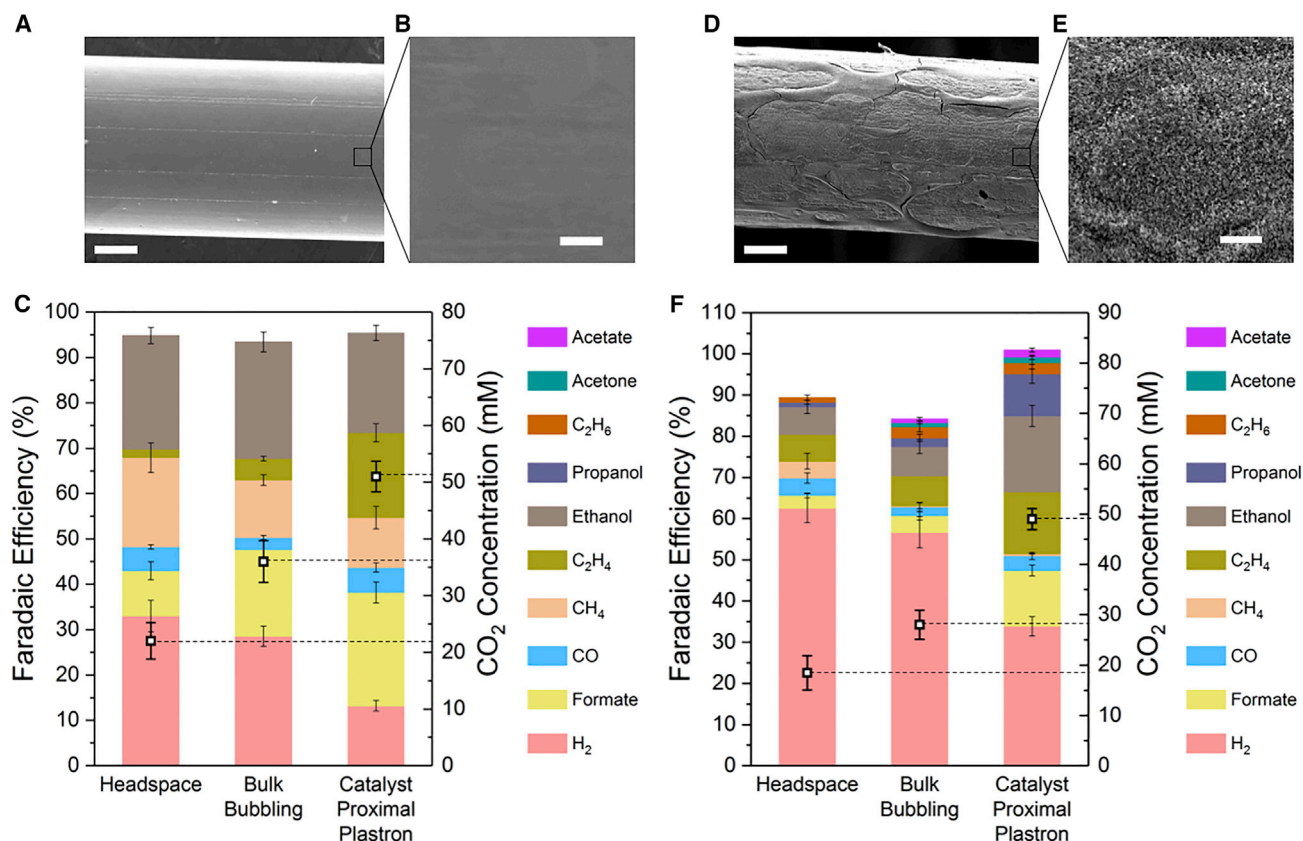 A
B
D
E
C
100
90
80
70
60
50
40
30
20
10
0
Faradaic Efficiency (%)
80
70
60
50
40
30
20
10
0
CO₂ Concentration (mM)
Headspace
Bulk
Bubbling
Catalyst
Proximal
Plastron
Acetate
Acetone
C₂H₆
Propanol
Ethanol
C₂H₄
CH₄
CO
Formate
H₂
F
110
100
90
80
70
60
50
40
30
20
10
0
Faradaic Efficiency (%)
90
80
70
60
50
40
30
20
10
0
CO₂ Concentration (mM)
Headspace
Bulk
Bubbling
Catalyst
Proximal
Plastron
Acetate
Acetone
C₂H₆
Propanol
Ethanol
C₂H₄
CH₄
CO
Formate
H₂